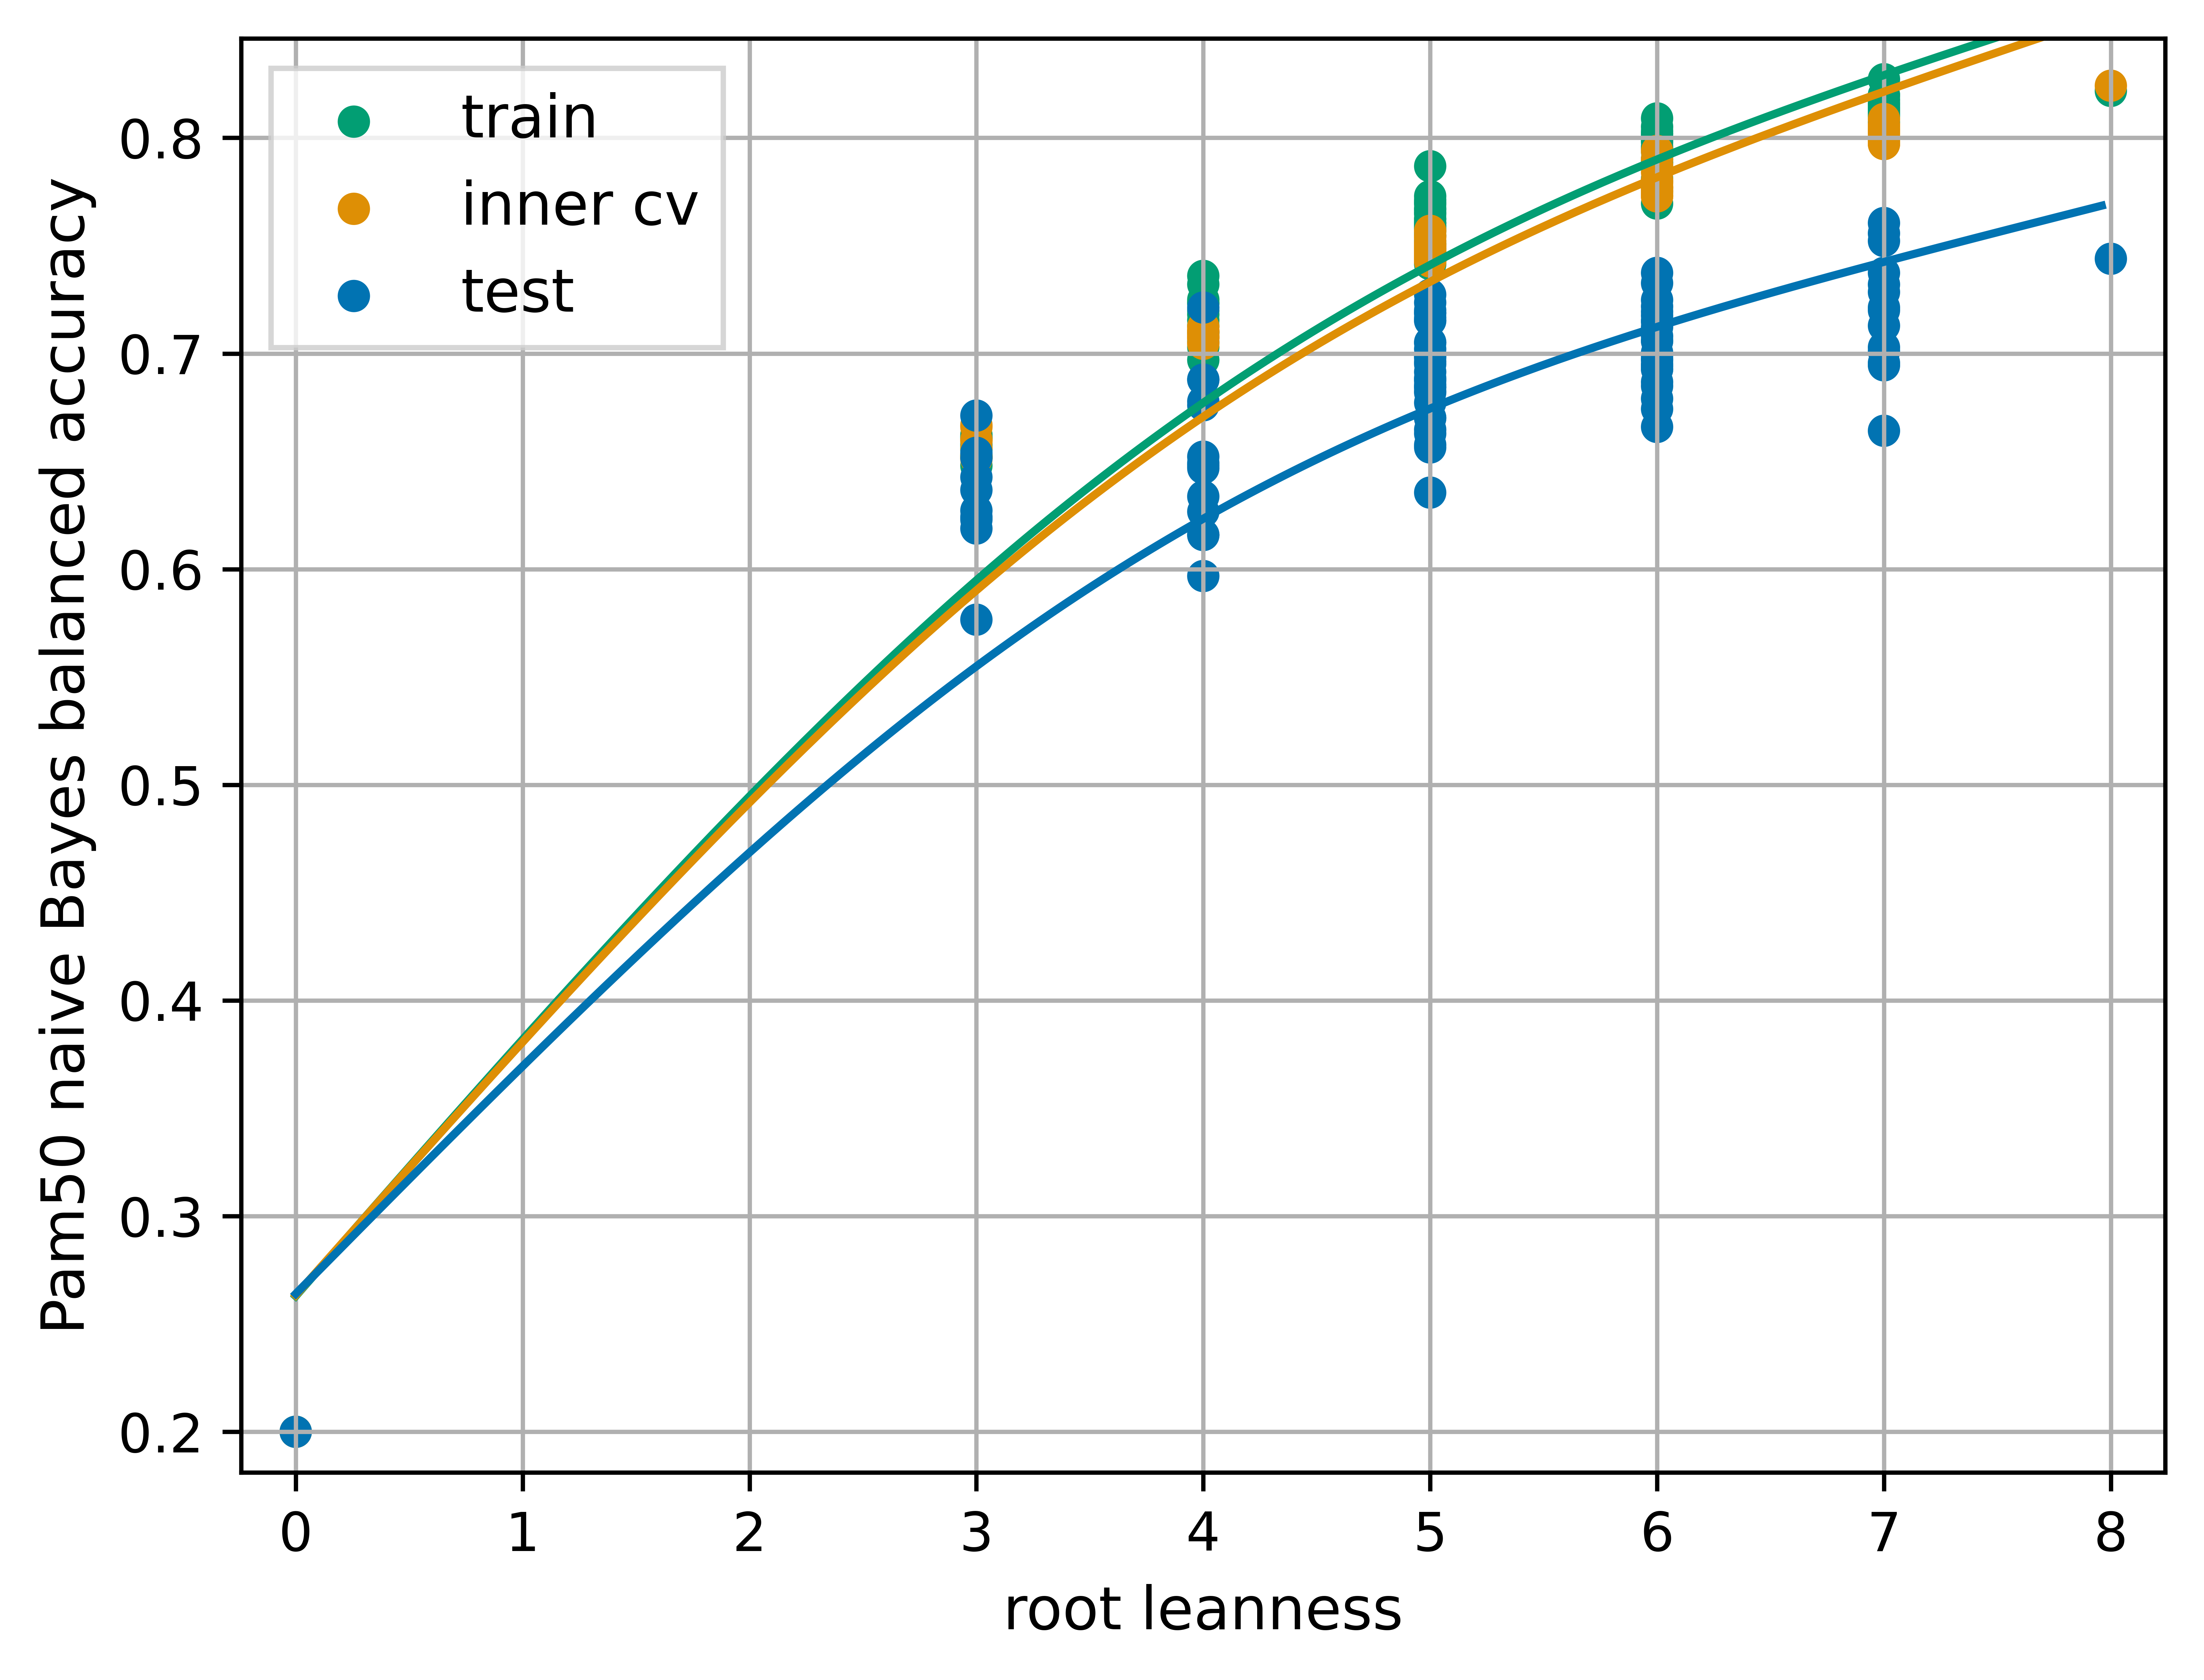 train
inner cv
test
Pam50 naive Bayes balanced accuracy
0.8
0.7
0.6
0.5
0.4
0.3
0.2
0 1 2 3 4 5 6 7 8
root leanness